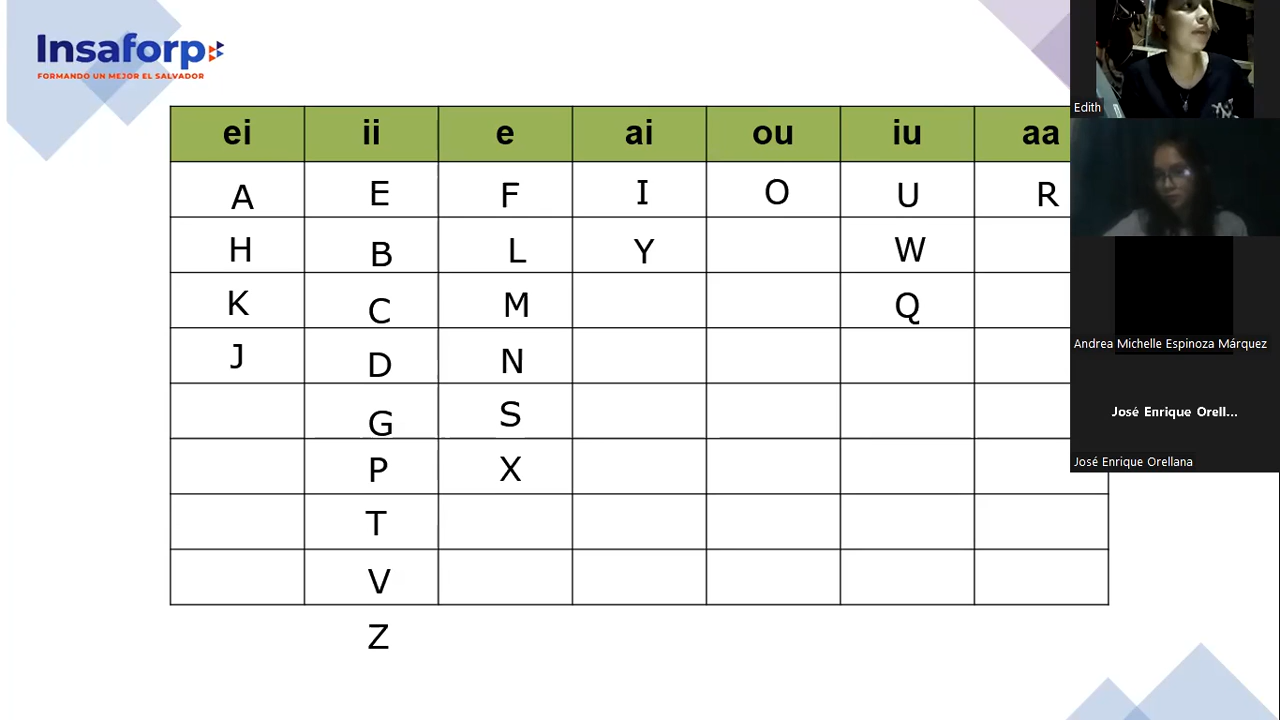 Insaforp
FORMANDO UN MEJOR EL SALVADOR
ei ii e ai ou iu aa
A E F I O U R
H B L Y W
K C M Q
J D N
G S
P X
T
V
Z
Edith
Andrea Michelle Espinoza Márquez
José Enrique Orell...
José Enrique Orellana